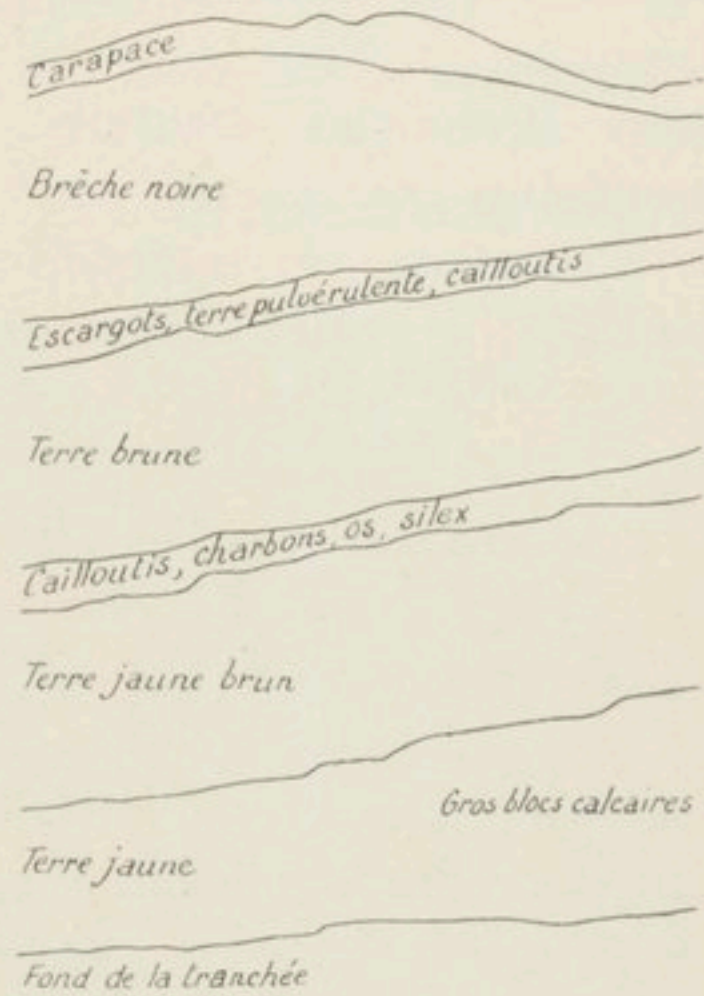 Carapace
Brêche noire
Escargots, terre pulvérulente, cailloutis
Terre brune
Cailloutis, charbons, os, silex
Terre jaune brun
Gros blocs calcaires
Terre jaune
Fond de la tranchée